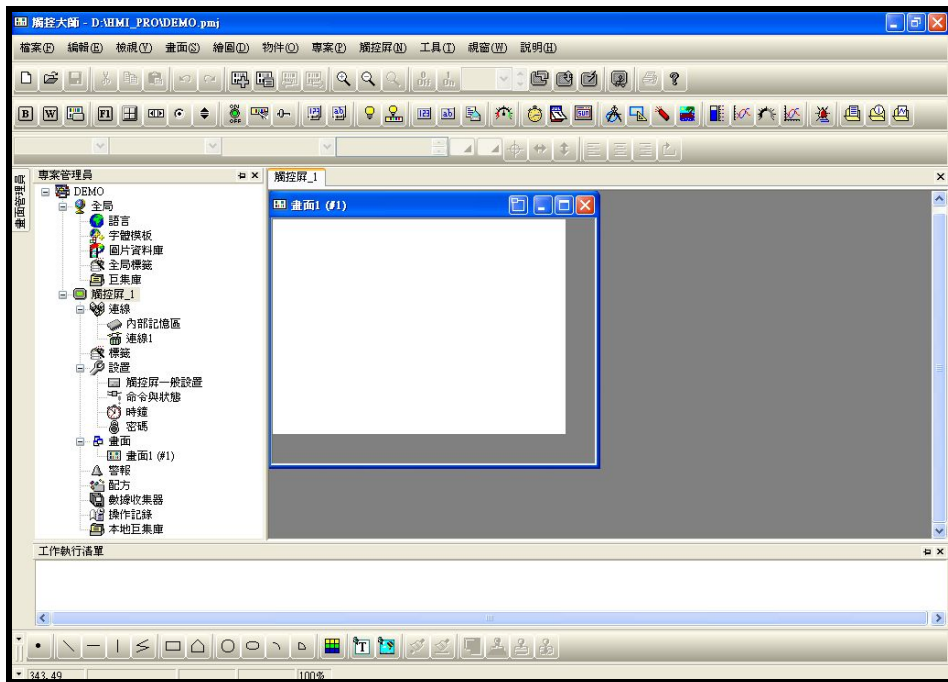 觸控大師 - D:\HMI_PRO\DEMO.pmj
檔案(F) 編輯(E) 檢視(V) 畫面(S) 繪圖(D) 物件(O) 專案(P) 觸控屏(N) 工具(T) 視窗(W) 說明(H)
專案管理員
觸控屏_1
畫面管理員
DEMO
全局
語言
字體模板
圖片資料庫
全局標籤
巨集庫
觸控屏_1
連線
內部記憶區
連線1
標籤
設置
觸控屏一般設置
命令與狀態
時鐘
密碼
畫面
畫面1 (#1)
警報
配方
數據收集器
操作記錄
本地巨集庫
畫面1 (#1)
工作執行清單
343,49
100%